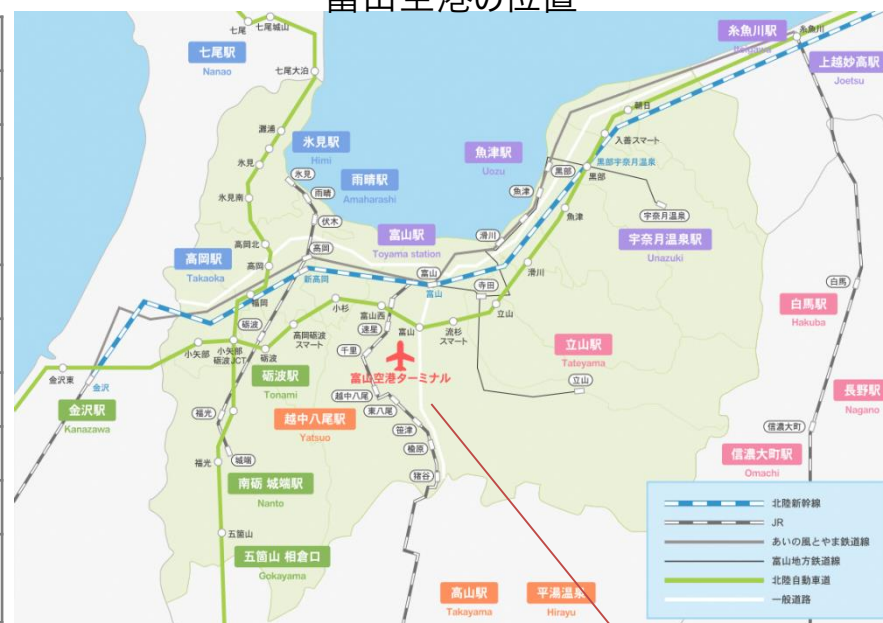 富山空港の位置
七尾
七尾城山
七尾駅
Nanao
七尾大泊
糸魚川駅
Itoigawa
糸魚川
上越妙高駅
Joetsu
灘浦
氷見駅
Himi
朝日
入善スマート
氷見
氷見
雨晴駅
Amaharashi
雨晴
魚津駅
Uozu
黒部宇奈月温泉
黒部
黒部
氷見南
伏木
魚津
魚津
宇奈月温泉
富山駅
Toyama station
滑川
宇奈月温泉駅
Unazuki
高岡北
高岡
高岡駅
Takaoka
高岡
新高岡
富山
富山
滑川
寺田
白馬
福岡
小杉
富山西
立山
白馬駅
Hakuba
砺波
高岡砺波
スマート
速星
富山
流杉
スマート
小矢部
小矢部
砺波JCT
砺波
千里
立山駅
Tateyama
金沢東
金沢
砺波駅
Tonami
富山空港ターミナル
立山
長野駅
Nagano
金沢駅
Kanazawa
福光
越中八尾
東八尾
越中八尾駅
Yatsuo
笹津
信濃大町
楡原
福光
城端
猪谷
信濃大町駅
Omachi
南砺 城端駅
Nanto
五箇山
五箇山 相倉口
Gokayama
高山駅
Takayama
平湯温泉
Hirayu
北陸新幹線
JR
あいの風とやま鉄道線
富山地方鉄道線
北陸自動車道
一般道路